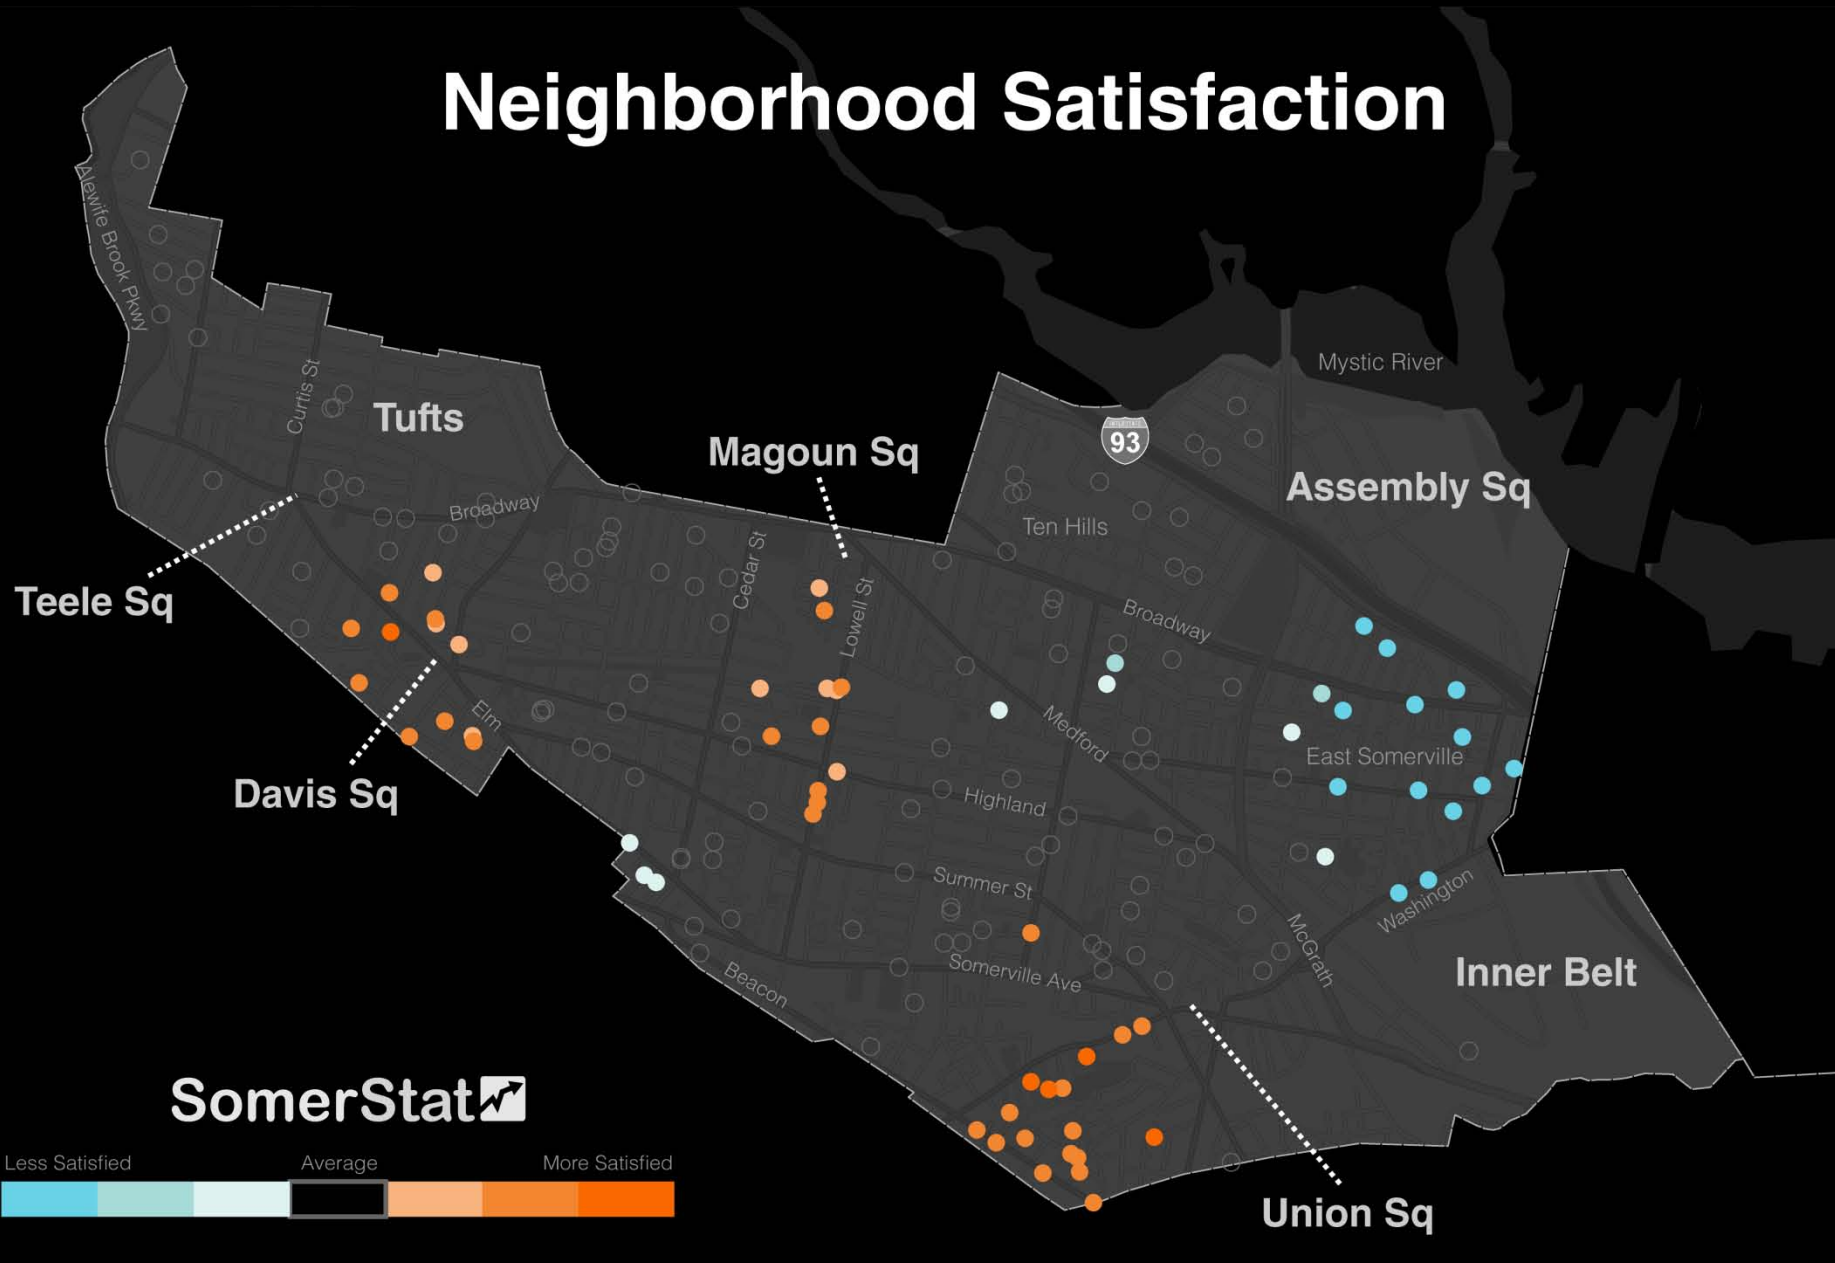 Neighborhood Satisfaction
Alewife Brook Pkwy
Mystic River
Curtis St
Tufts
93
Magoun Sq
Assembly Sq
Broadway
Ten Hills
Cedar St
Lowell St
Teele Sq
Broadway
Elm
Medford
East Somerville
Davis Sq
Highland
Summer St
Washington
McGrath
Somerville Ave
Inner Belt
Beacon
SomerStat
Less Satisfied
Average
More Satisfied
Union Sq